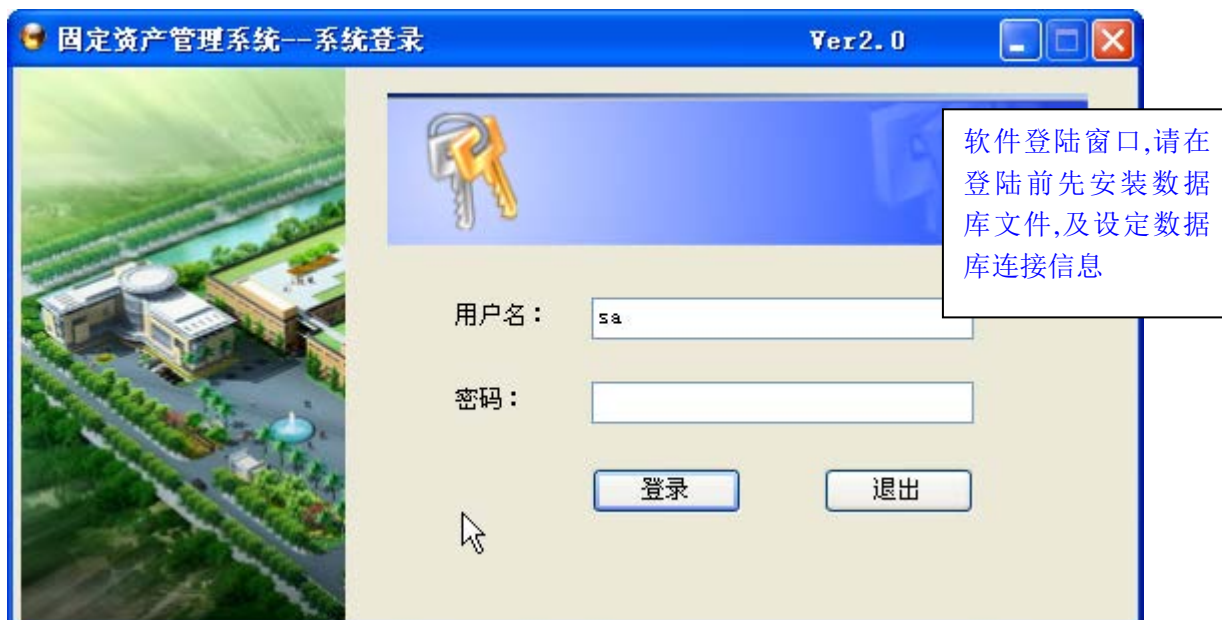 固定资产管理系统--系统登录 Ver2.0
软件登陆窗口,请在
登陆前先安装数据
库文件,及设定数据
库连接信息
用户名： sa
密码：
登录 退出